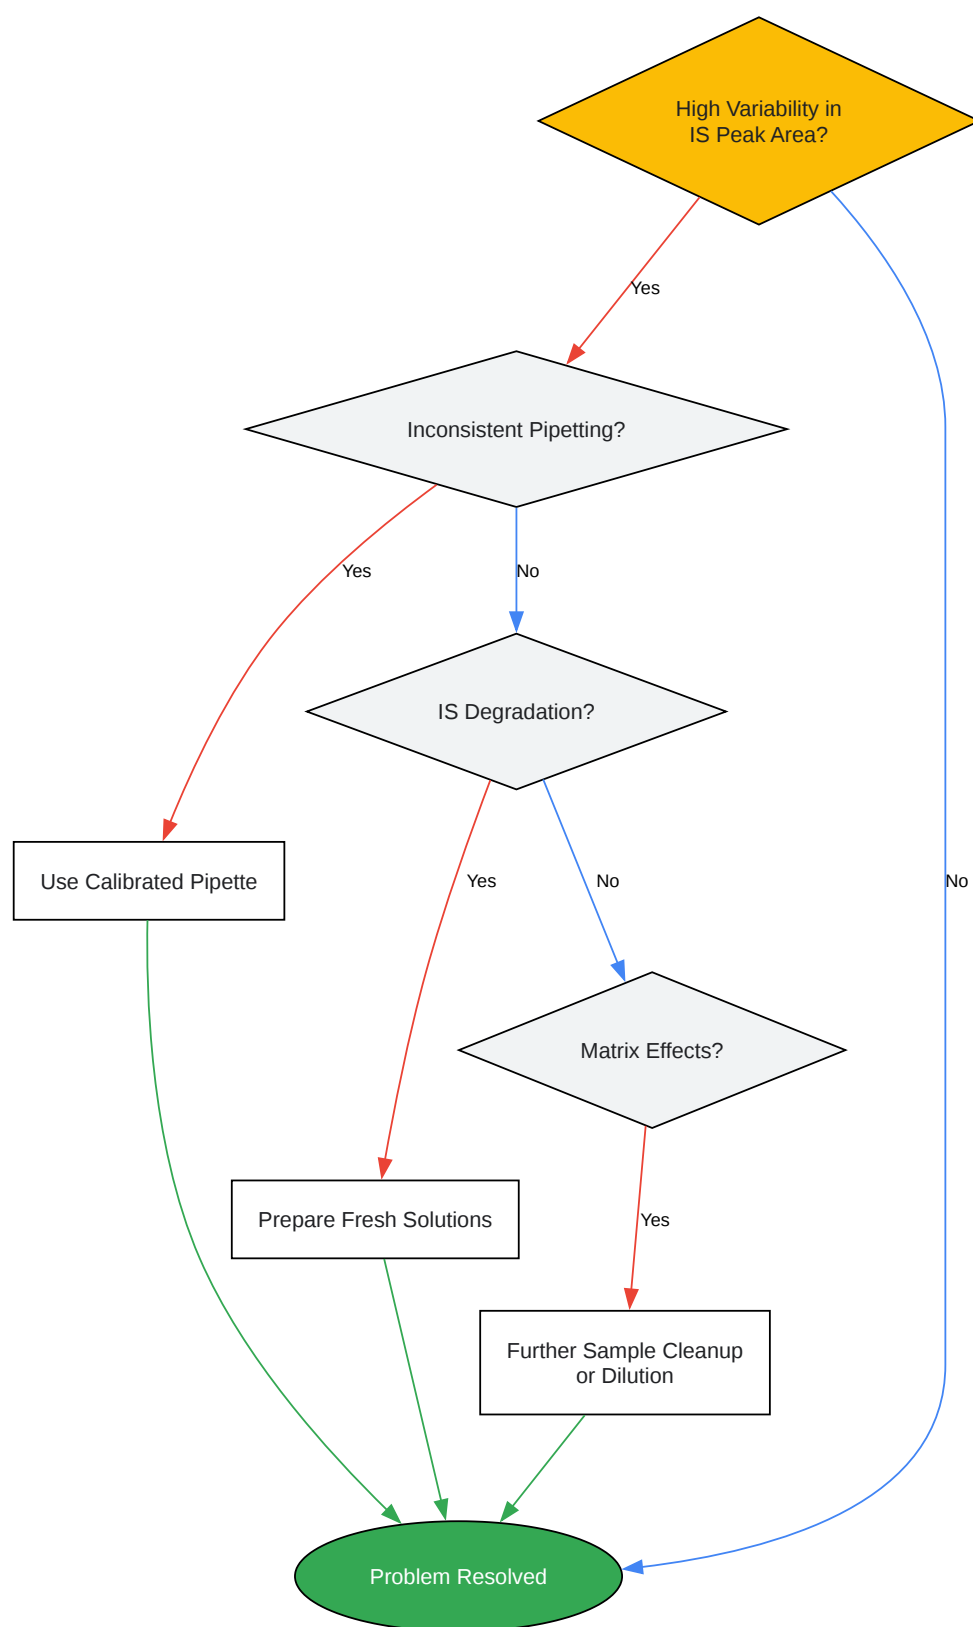 High Variability in
IS Peak Area?
Yes
Inconsistent Pipetting?
Yes
No
IS Degradation?
Use Calibrated Pipette
Yes
No
No
Matrix Effects?
Prepare Fresh Solutions
Yes
Further Sample Cleanup
or Dilution
Problem Resolved